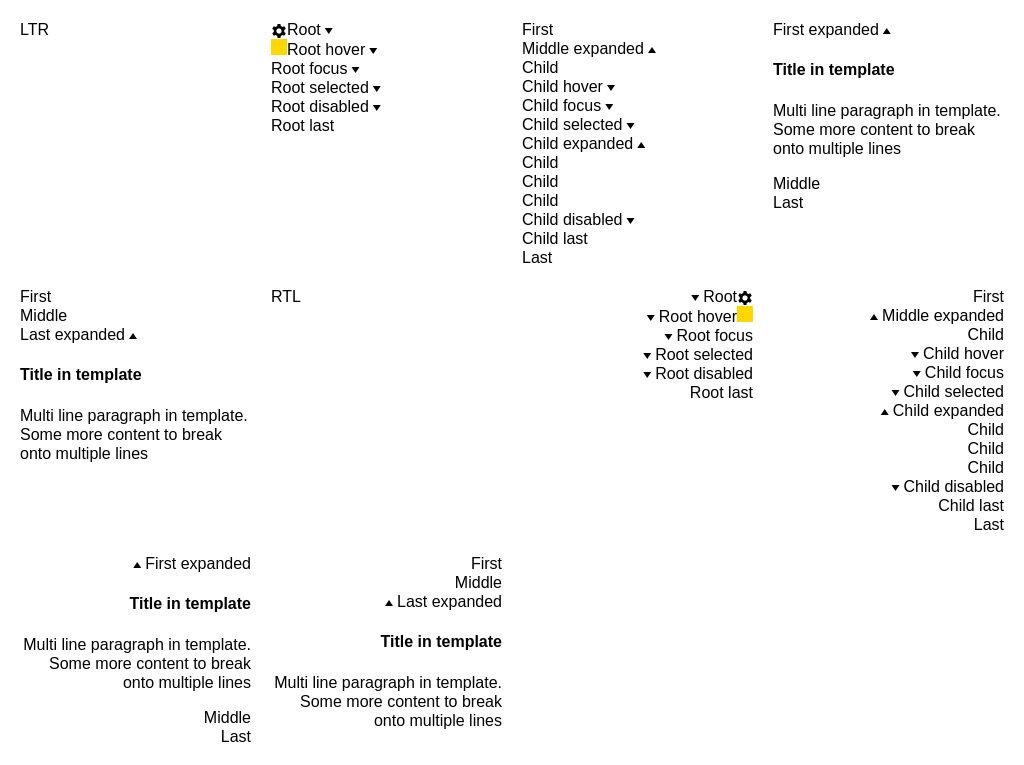 LTR
Root
Root hover
Root focus
Root selected
Root disabled
Root last
First
Middle expanded
Child
Child hover
Child focus
Child selected
Child expanded
Child
Child
Child
Child disabled
Child last
Last
First expanded
Title in template
Multi line paragraph in template.
Some more content to break
onto multiple lines
Middle
Last
First
Middle
Last expanded
Title in template
Multi line paragraph in template.
Some more content to break
onto multiple lines
RTL
Root
Root hover
Root focus
Root selected
Root disabled
Root last
First
Middle expanded
Child
Child hover
Child focus
Child selected
Child expanded
Child
Child
Child
Child disabled
Child last
Last
First expanded
Title in template
Multi line paragraph in template.
Some more content to break
onto multiple lines
Middle
Last
First
Middle
Last expanded
Title in template
Multi line paragraph in template.
Some more content to break
onto multiple lines